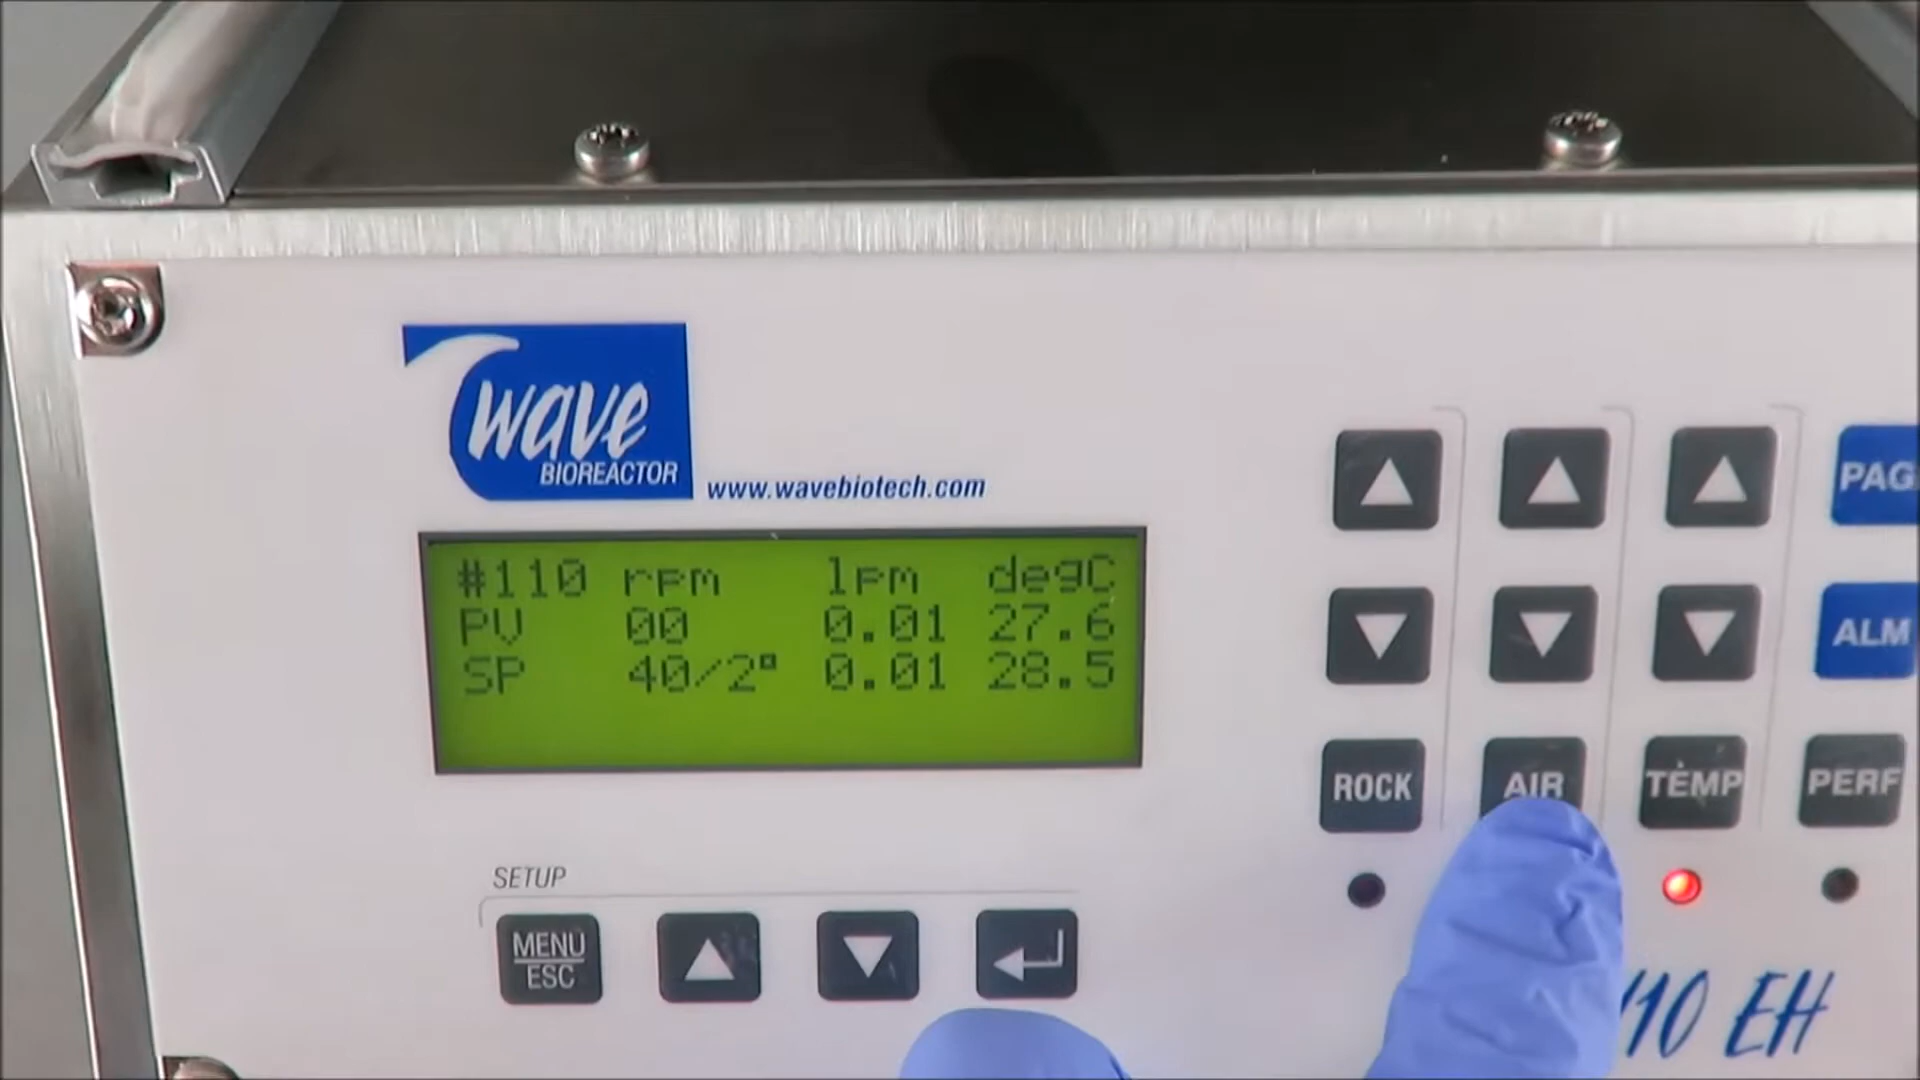 wave
BIOREACTOR
www.wavebiotech.com
#110 rpm lpm degC
PV 00 0.01 27.6
SP 40/2° 0.01 28.5
PAG
ALM
ROCK AIR TEMP PERF
SETUP
MENU
ESC
10 EH